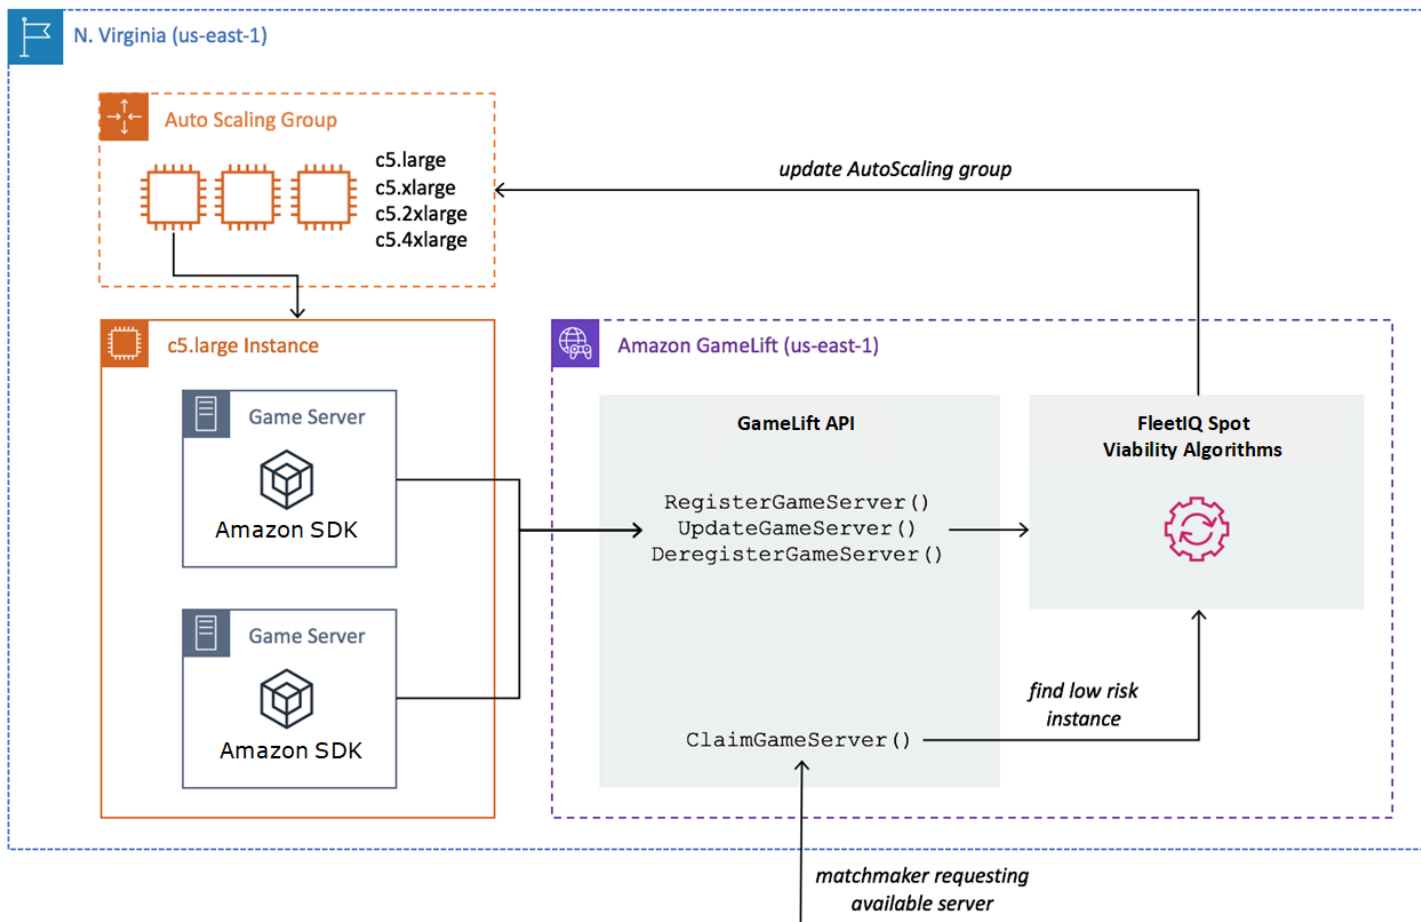 N. Virginia (us-east-1)
Auto Scaling Group
c5.large
c5.xlarge
c5.2xlarge
c5.4xlarge
update AutoScaling group
c5.large Instance
Game Server
Amazon SDK
Game Server
Amazon SDK
Amazon GameLift (us-east-1)
GameLift API
RegisterGameServer()
UpdateGameServer()
DeregisterGameServer()
ClaimGameServer()
FleetIQ Spot
Viability Algorithms
find low risk
instance
matchmaker requesting
available server